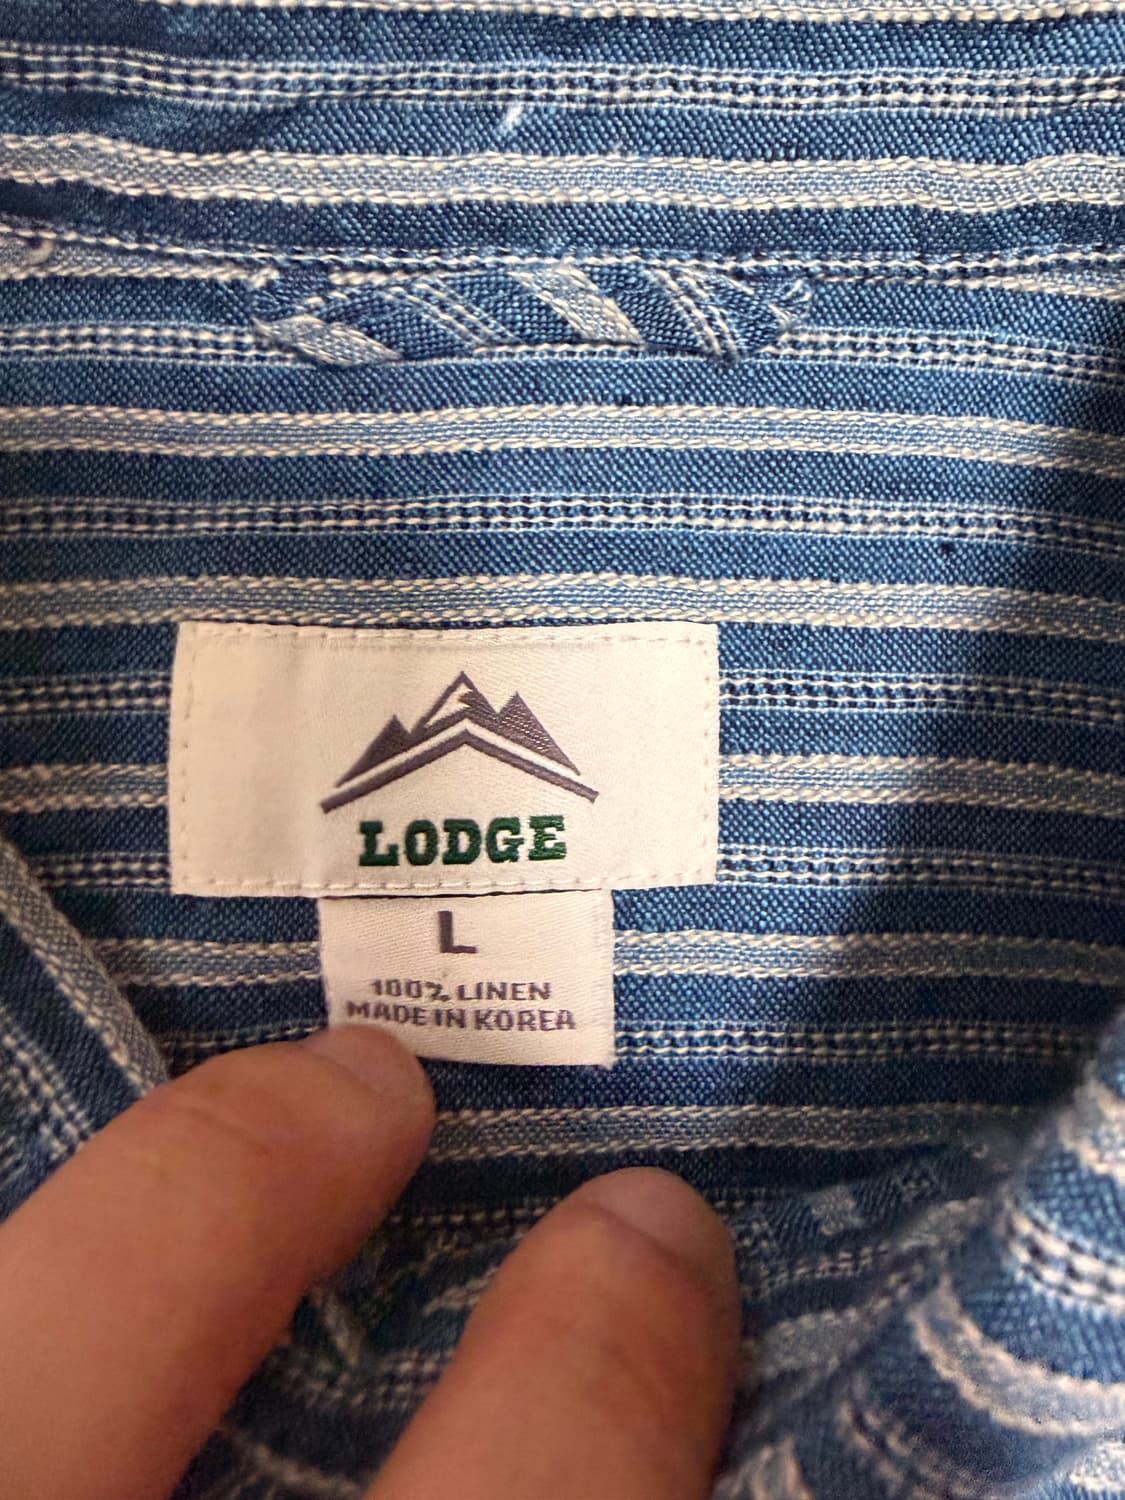 LODGE
L
100% LINEN
MADE IN KOREA